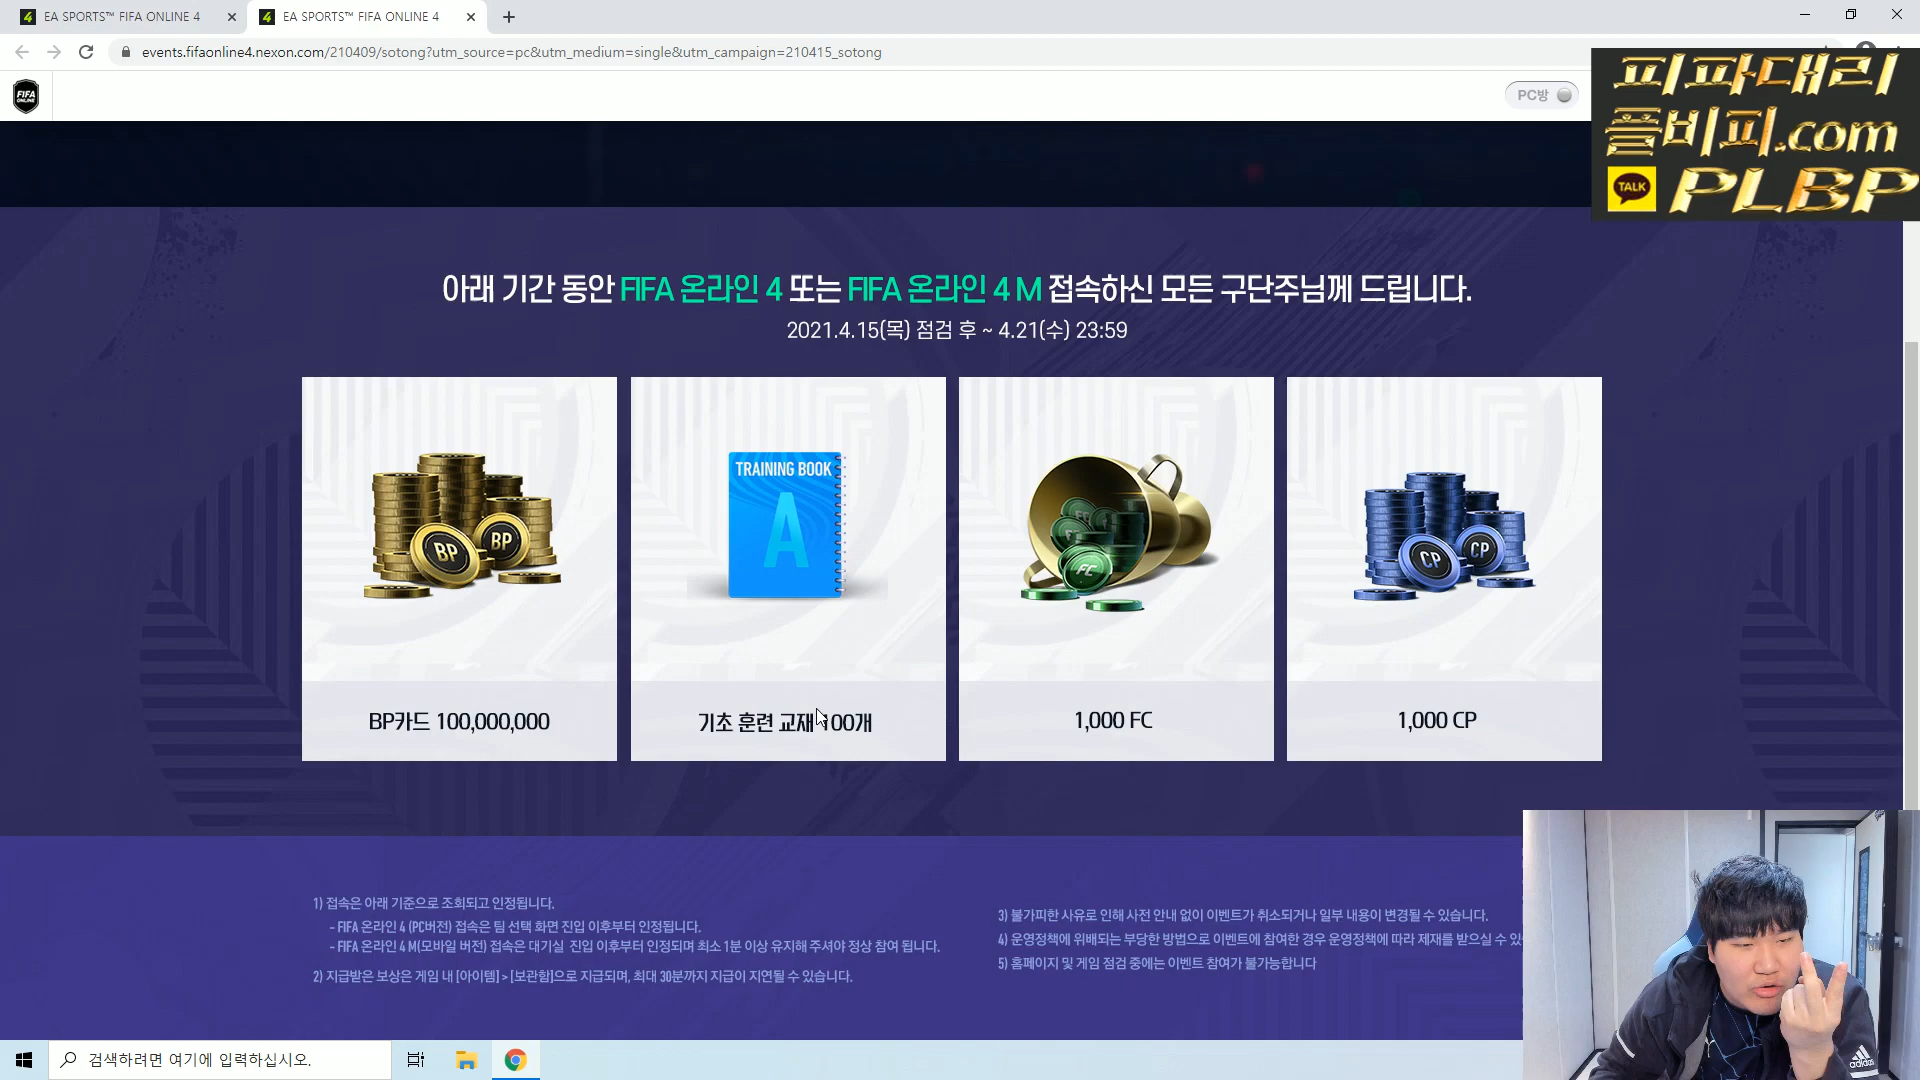 EA SPORTS™ FIFA ONLINE 4
EA SPORTS™ FIFA ONLINE 4
events.fifaonline4.nexon.com/210409/sotong?utm_source=pc&utm_medium=single&utm_campaign=210415_sotong
FIFA ONLINE
PC방
피파대리
플비피.com
TALK PLBP
아래 기간 동안 FIFA 온라인 4 또는 FIFA 온라인 4 M 접속하신 모든 구단주님께 드립니다.
2021.4.15(목) 점검 후 ~ 4.21(수) 23:59
BP BP
TRAINING BOOK
A
FC
CP CP
BP카드 100,000,000
기초 훈련 교재 100개
1,000 FC
1,000 CP
1) 접속은 아래 기준으로 조회되고 인정됩니다.
- FIFA 온라인 4 (PC버전) 접속은 팀 선택 화면 진입 이후부터 인정됩니다.
- FIFA 온라인 4 M(모바일 버전) 접속은 대기실 진입 이후부터 인정되며 최소 1분 이상 유지해 주셔야 정상 참여 됩니다.
2) 지급받은 보상은 게임 내 [아이템] > [보관함]으로 지급되며, 최대 30분까지 지급이 지연될 수 있습니다.
3) 불가피한 사유로 인해 사전 안내 없이 이벤트가 취소되거나 일부 내용이 변경될 수 있습니다.
4) 운영정책에 위배되는 부당한 방법으로 이벤트에 참여한 경우 운영정책에 따라 제재를 받으실 수 있
5) 홈페이지 및 게임 점검 중에는 이벤트 참여가 불가능합니다
adidas
검색하려면 여기에 입력하십시오.